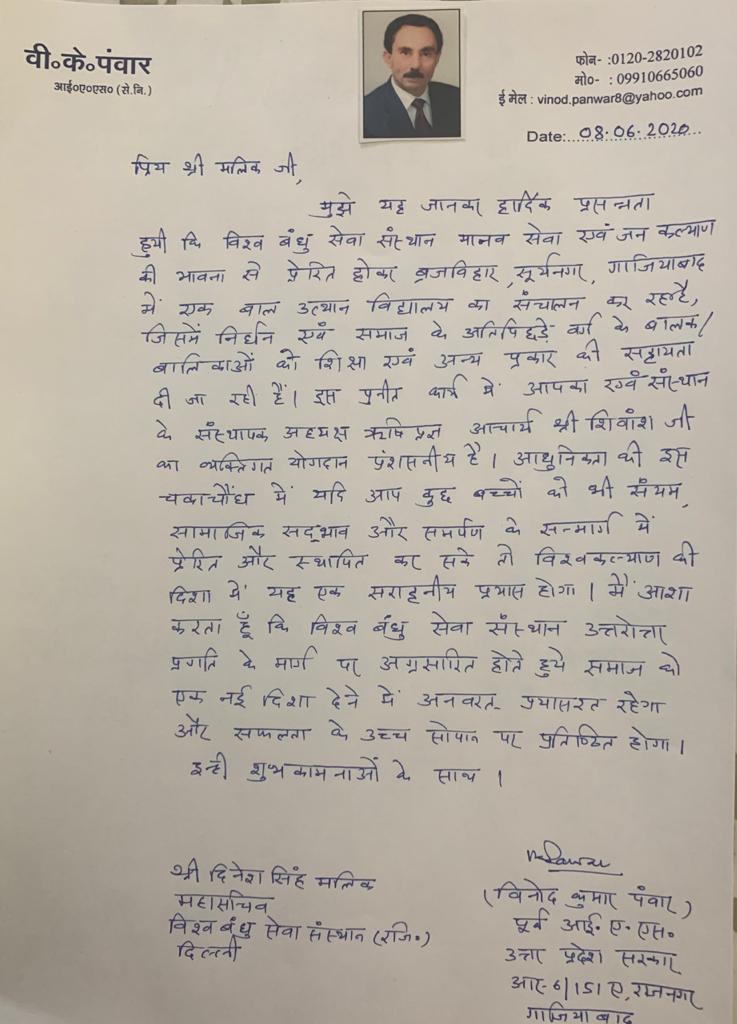 वी॰के॰पंवार
आई॰ए॰एस॰ (से.नि.)
फोन- :0120-2820102
मो०- : 09910665060
ई मेल : vinod.panwar8@yahoo.com
Date:....08.06.2020....
प्रिय श्री मलिक जी,
मुझे यह जानकर हार्दिक प्रसन्नता
हुयी कि विश्व बंधु सेवा संस्थान मानव सेवा एवं जन कल्याण
की भावना से प्रेरित होकर ब्रजविहार, सूर्यनगर, गाजियाबाद
में एक बाल उत्थान विद्यालय का संचालन कर रहा है,
जिसमें निर्धन एवं समाज के अतिपिछड़े वर्ग के बालक/
बालिकाओं को शिक्षा एवं अन्य प्रकार की सहायता
दी जा रही है। इस पुनीत कार्य में आपका एवं संस्थान
के संस्थापक अध्यक्ष ऋषिप्रज्ञ आचार्य श्री शिवांश जी
का व्यक्तिगत योगदान प्रंशसनीय है। आधुनिकता की इस
चकाचौंध में यदि आप कुछ बच्चों को भी संयम,
सामाजिक सद्भाव और समर्पण के सन्मार्ग में
प्रेरित और स्थापित कर सके तो विश्वकल्याण की
दिशा में यह एक सराहनीय प्रयास होगा। मैं आशा
करता हूँ कि विश्व बंधु सेवा संस्थान उत्तरोत्तर
प्रगति के मार्ग पर अग्रसारित होते हुये समाज को
एक नई दिशा देने में अनवरत प्रयासरत रहेगा
और सफलता के उच्च सोपान पर प्रतिष्ठित होगा।
इन्ही शुभकामनाओं के साथ।
श्री दिनेश सिंह मलिक
महासचिव
विश्व बंधु सेवा संस्थान (रजि॰)
दिल्ली
(विनोद कुमार पंवार)
पूर्व आई॰ए॰एस॰
उत्तर प्रदेश सरकार
आर-6/151 ए, राजनगर
गाजियाबाद